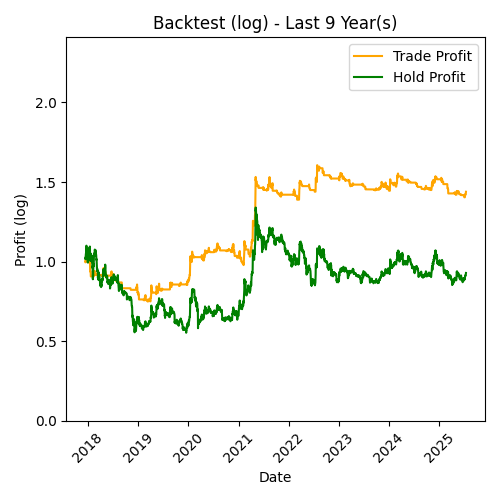 Backtest (log) - Last 9 Year(s)
Trade Profit
Hold Profit
Profit (log)
2.0
1.5
1.0
0.5
0.0
2018
2019
2020
2021
2022
2023
2024
2025
Date